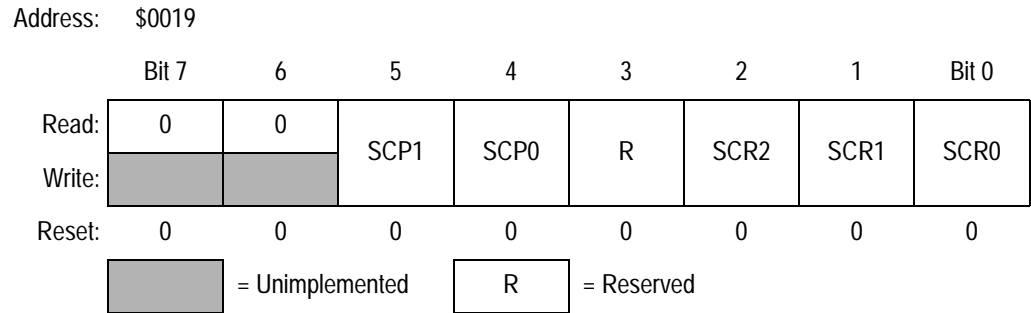 Address: $0019
Bit 7 6 5 4 3 2 1 Bit 0
Read: 0 0 SCP1 SCP0 R SCR2 SCR1 SCR0
Write:
Reset: 0 0 0 0 0 0 0 0
= Unimplemented R = Reserved